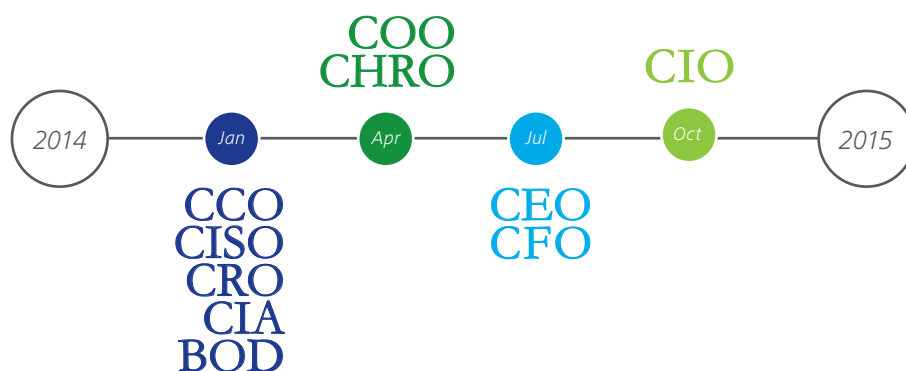 COO
CHRO
CIO
2014
Jan
Apr
Jul
Oct
2015
CCO
CISO
CRO
CIA
BOD
CEO
CFO